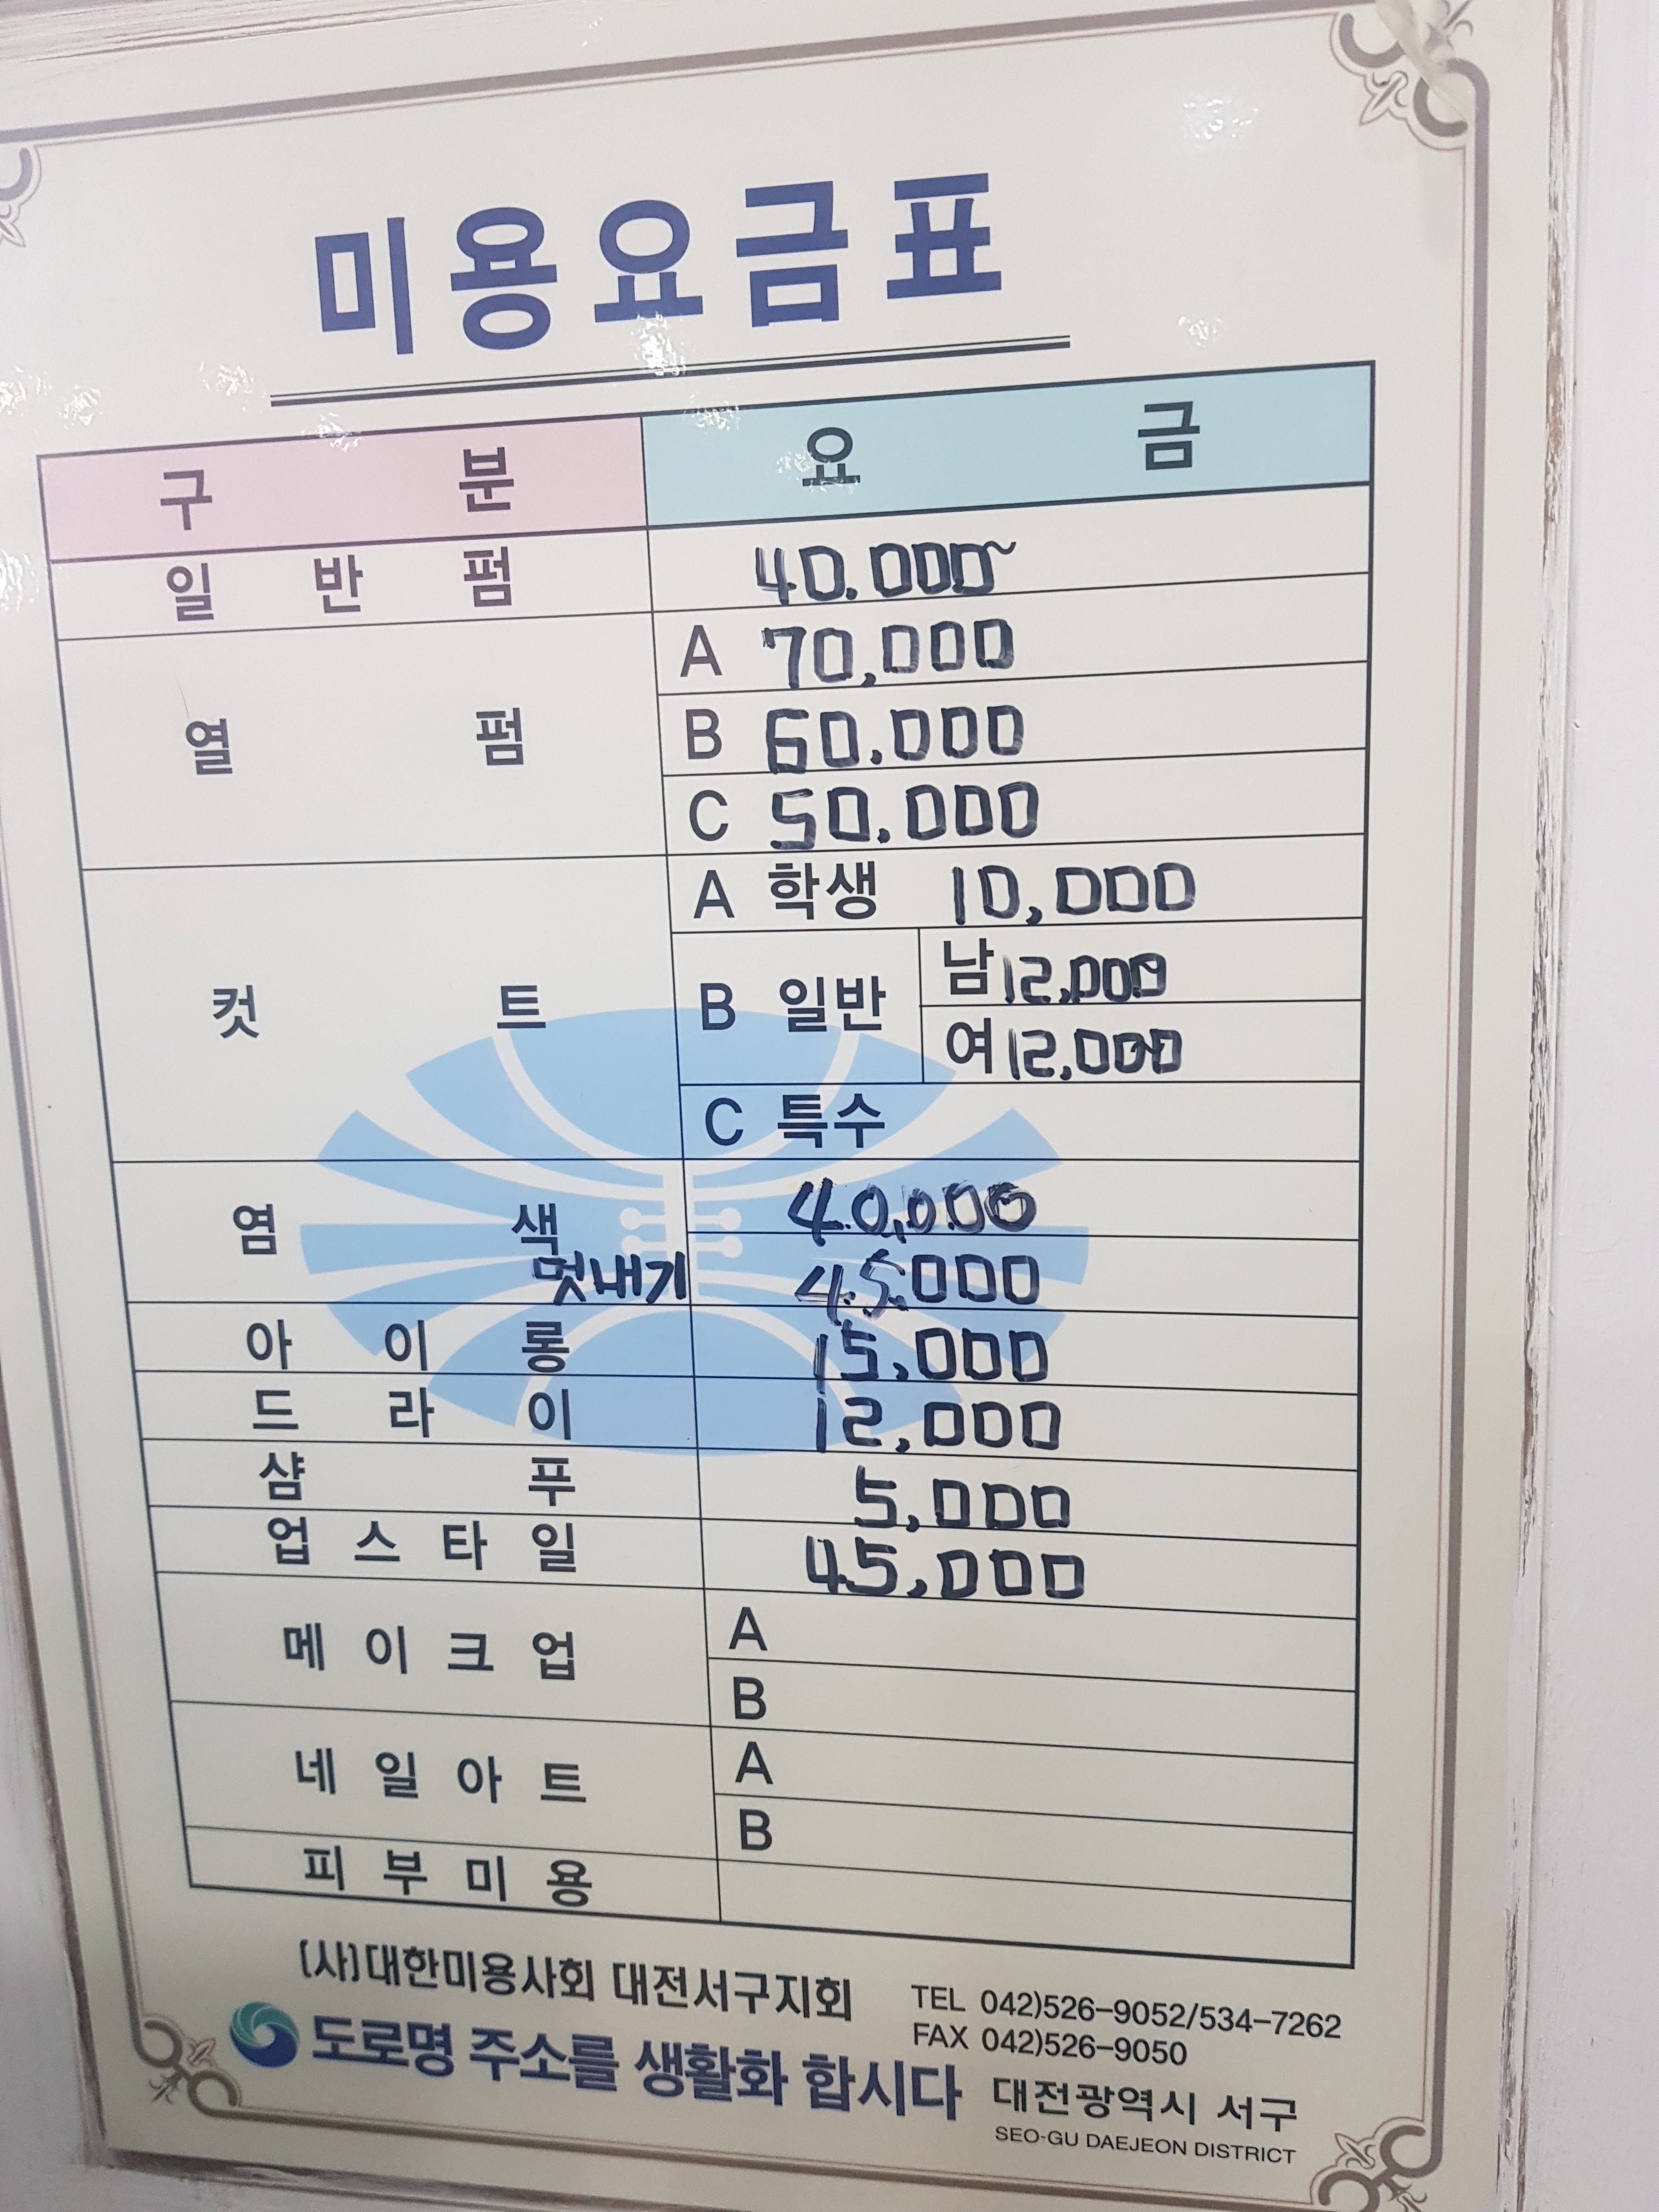 미용요금표
구 분 요 금
일 반 펌 40.000~
열 펌 A 70,000
B 60.000
C 50.000
컷 트 A 학생 10,000
B 일반 남 12,000
여 12,000
C 특수
염 색 40,000
멋내기 45.000
아 이 롱 15,000
드 라 이 12,000
샴 푸 5,000
업 스 타 일 45,000
메 이 크 업 A
B
네 일 아 트 A
B
피 부 미 용
(사)대한미용사회 대전서구지회 TEL 042)526-9052/534-7262
FAX 042)526-9050
도로명 주소를 생활화 합시다 대전광역시 서구
SEO-GU DAEJEON DISTRICT